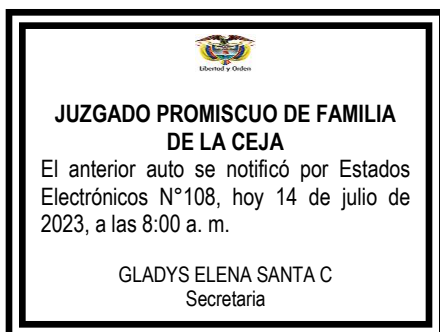 Libertad y Orden
JUZGADO PROMISCUO DE FAMILIA
DE LA CEJA
El anterior auto se notificó por Estados
Electrónicos N°108, hoy 14 de julio de
2023, a las 8:00 a. m.
GLADYS ELENA SANTA C
Secretaria